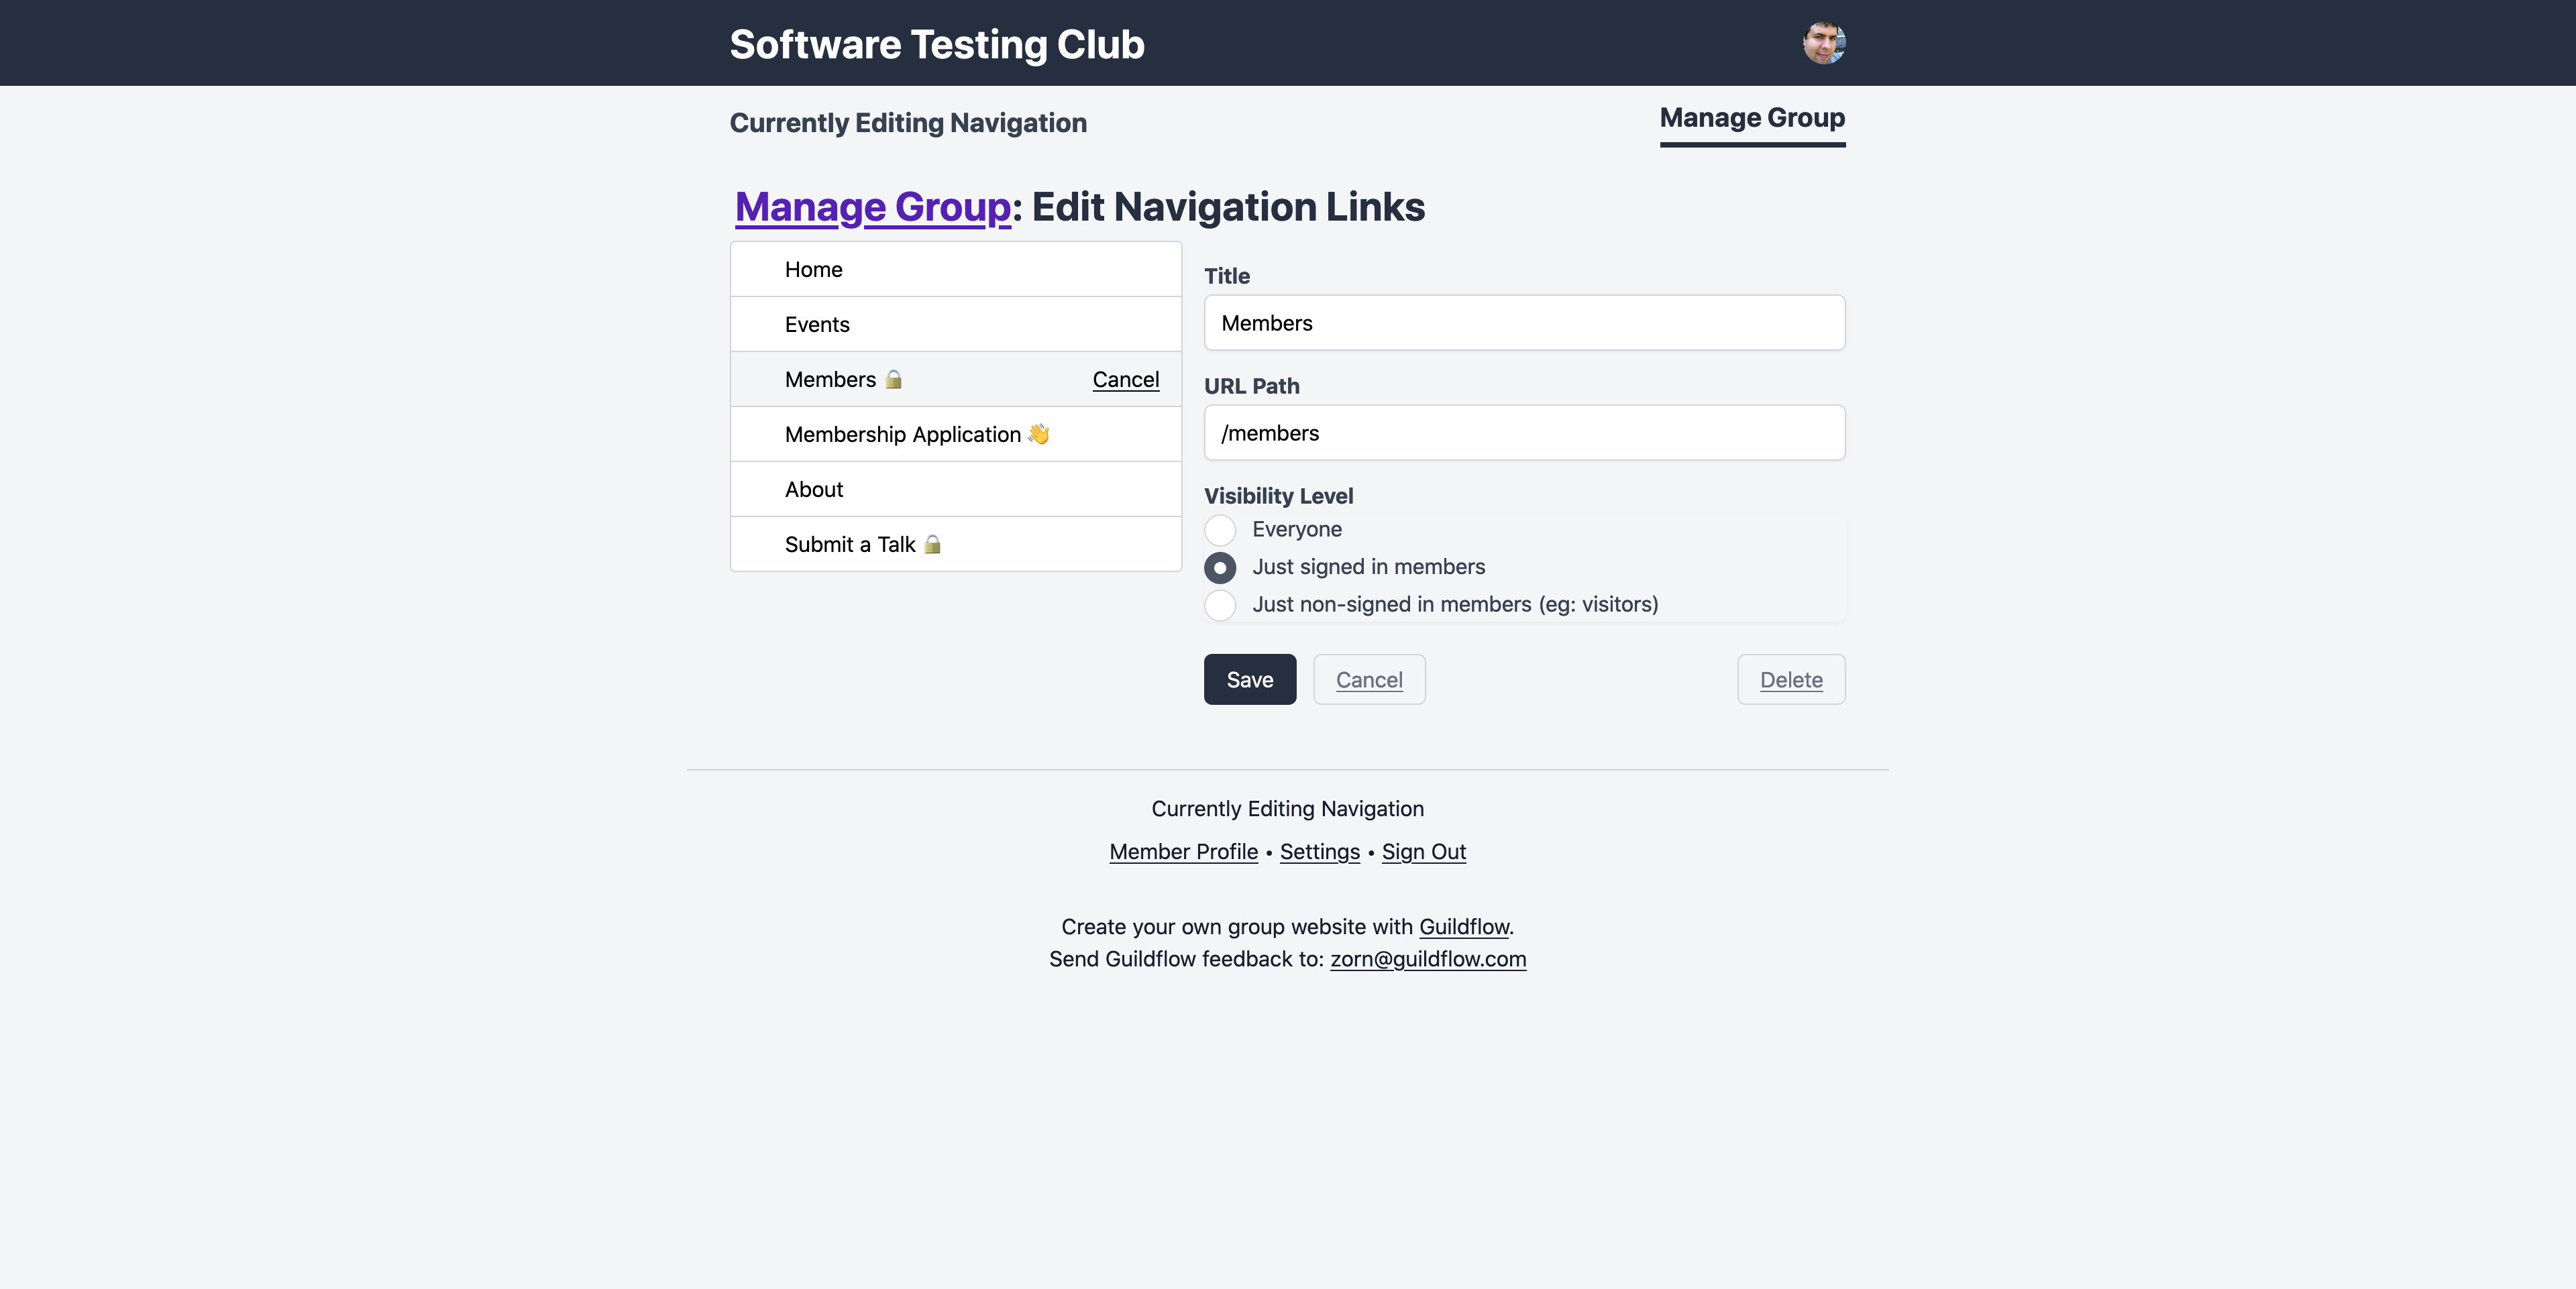 Software Testing Club
Currently Editing Navigation
Manage Group
Manage Group: Edit Navigation Links
Home
Events
Members 🔒 Cancel
Membership Application 👋
About
Submit a Talk 🔒
Title
Members
URL Path
/members
Visibility Level
Everyone
Just signed in members
Just non-signed in members (eg: visitors)
Save Cancel Delete
Currently Editing Navigation
Member Profile • Settings • Sign Out
Create your own group website with Guildflow.
Send Guildflow feedback to: zorn@guildflow.com